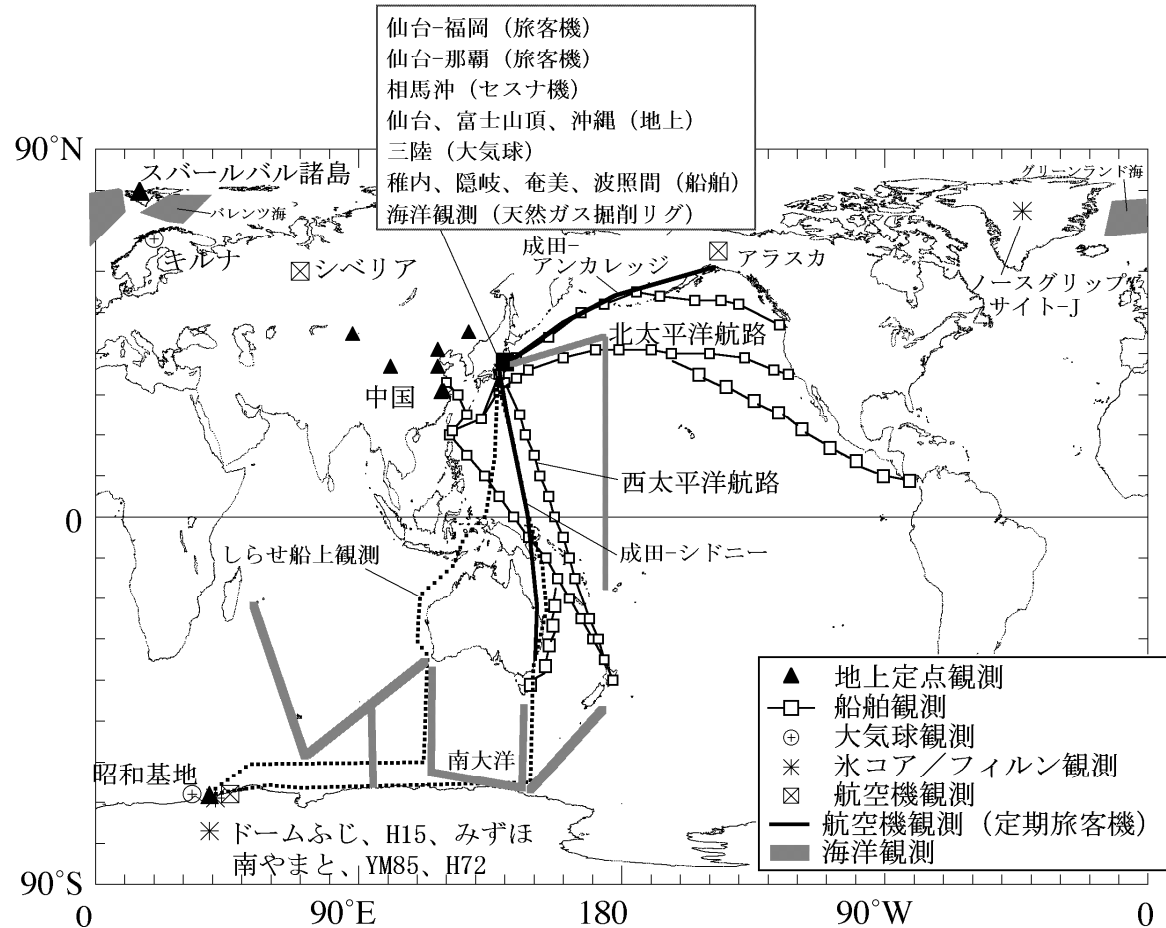 仙台−福岡（旅客機）
仙台−那覇（旅客機）
相馬沖（セスナ機）
仙台、富士山頂、沖縄（地上）
三陸（大気球）
稚内、隠岐、奄美、波照間（船舶）
海洋観測（天然ガス掘削リグ）
90°N
スバールバル諸島
バレンツ海
グリーンランド海
キルナ
シベリア
成田−
アンカレッジ
アラスカ
ノースグリップ
サイト−J
北太平洋航路
中国
西太平洋航路
0
しらせ船上観測
成田−シドニー
南大洋
昭和基地
ドームふじ、H15、みずほ
南やまと、YM85、H72
地上定点観測
船舶観測
大気球観測
氷コア／フィルン観測
航空機観測
航空機観測（定期旅客機）
海洋観測
90°S
0
90°E
180
90°W
0